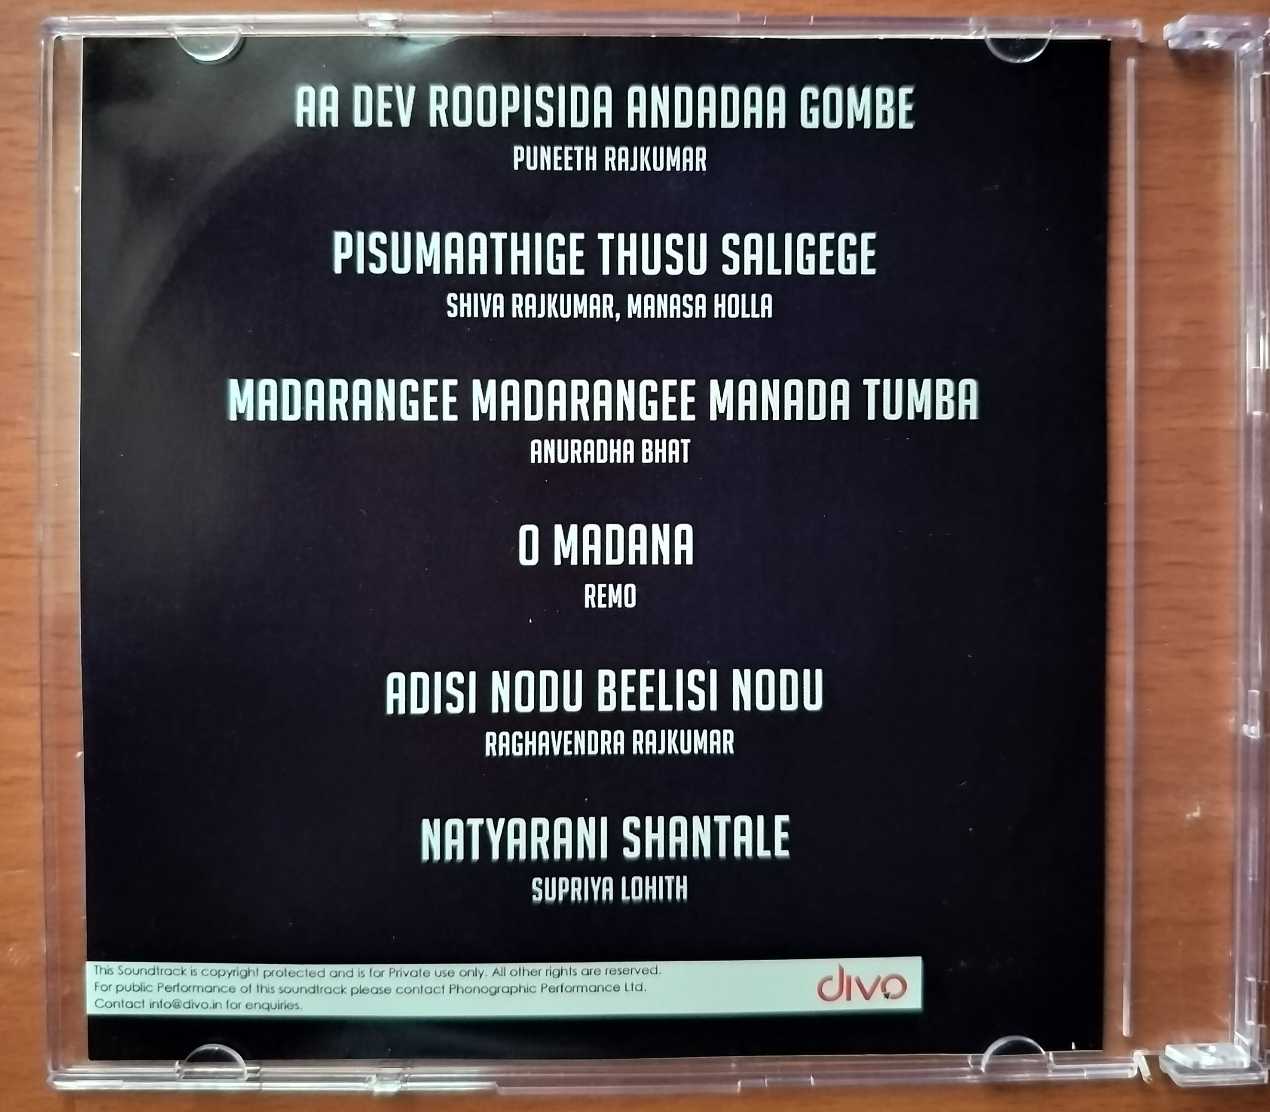 AA DEV ROOPISIDA ANDADAA GOMBE
PUNEETH RAJKUMAR
PISUMAATHIGE THUSU SALIGEGE
SHIVA RAJKUMAR, MANASA HOLLA
MADARANGEE MADARANGEE MANADA TUMBA
ANURADHA BHAT
O MADANA
REMO
ADISI NODU BEELISI NODU
RAGHAVENDRA RAJKUMAR
NATYARANI SHANTALE
SUPRIYA LOHITH
This Soundtrack is copyright protected and is for Private use only. All other rights are reserved.
For public Performance of this soundtrack please contact Phonographic Performance Ltd.
Contact info@divo.in for enquiries.
divo